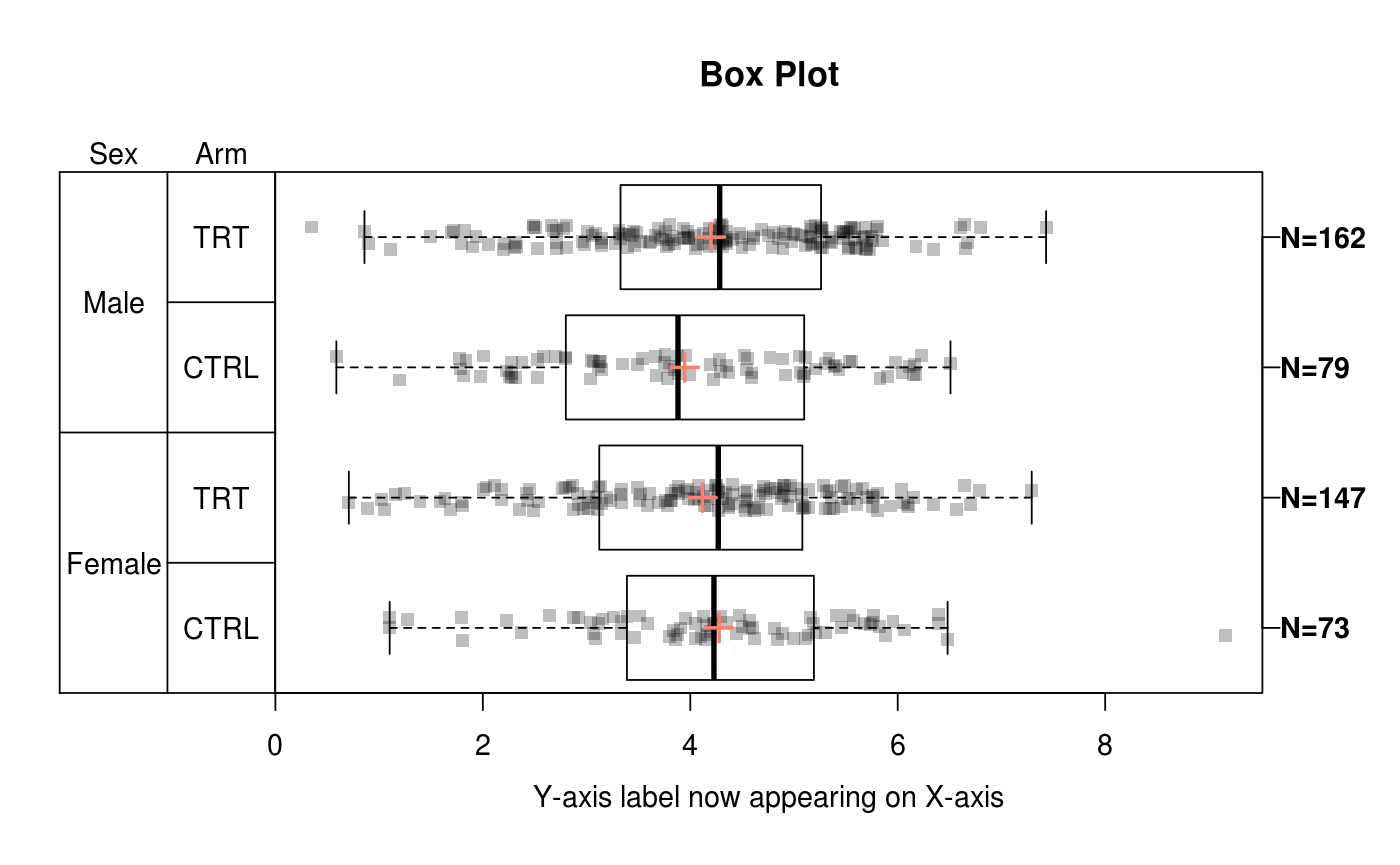 Box Plot
Sex Arm
TRT N=162
Male
CTRL N=79
TRT N=147
Female
CTRL N=73
0 2 4 6 8
Y-axis label now appearing on X-axis